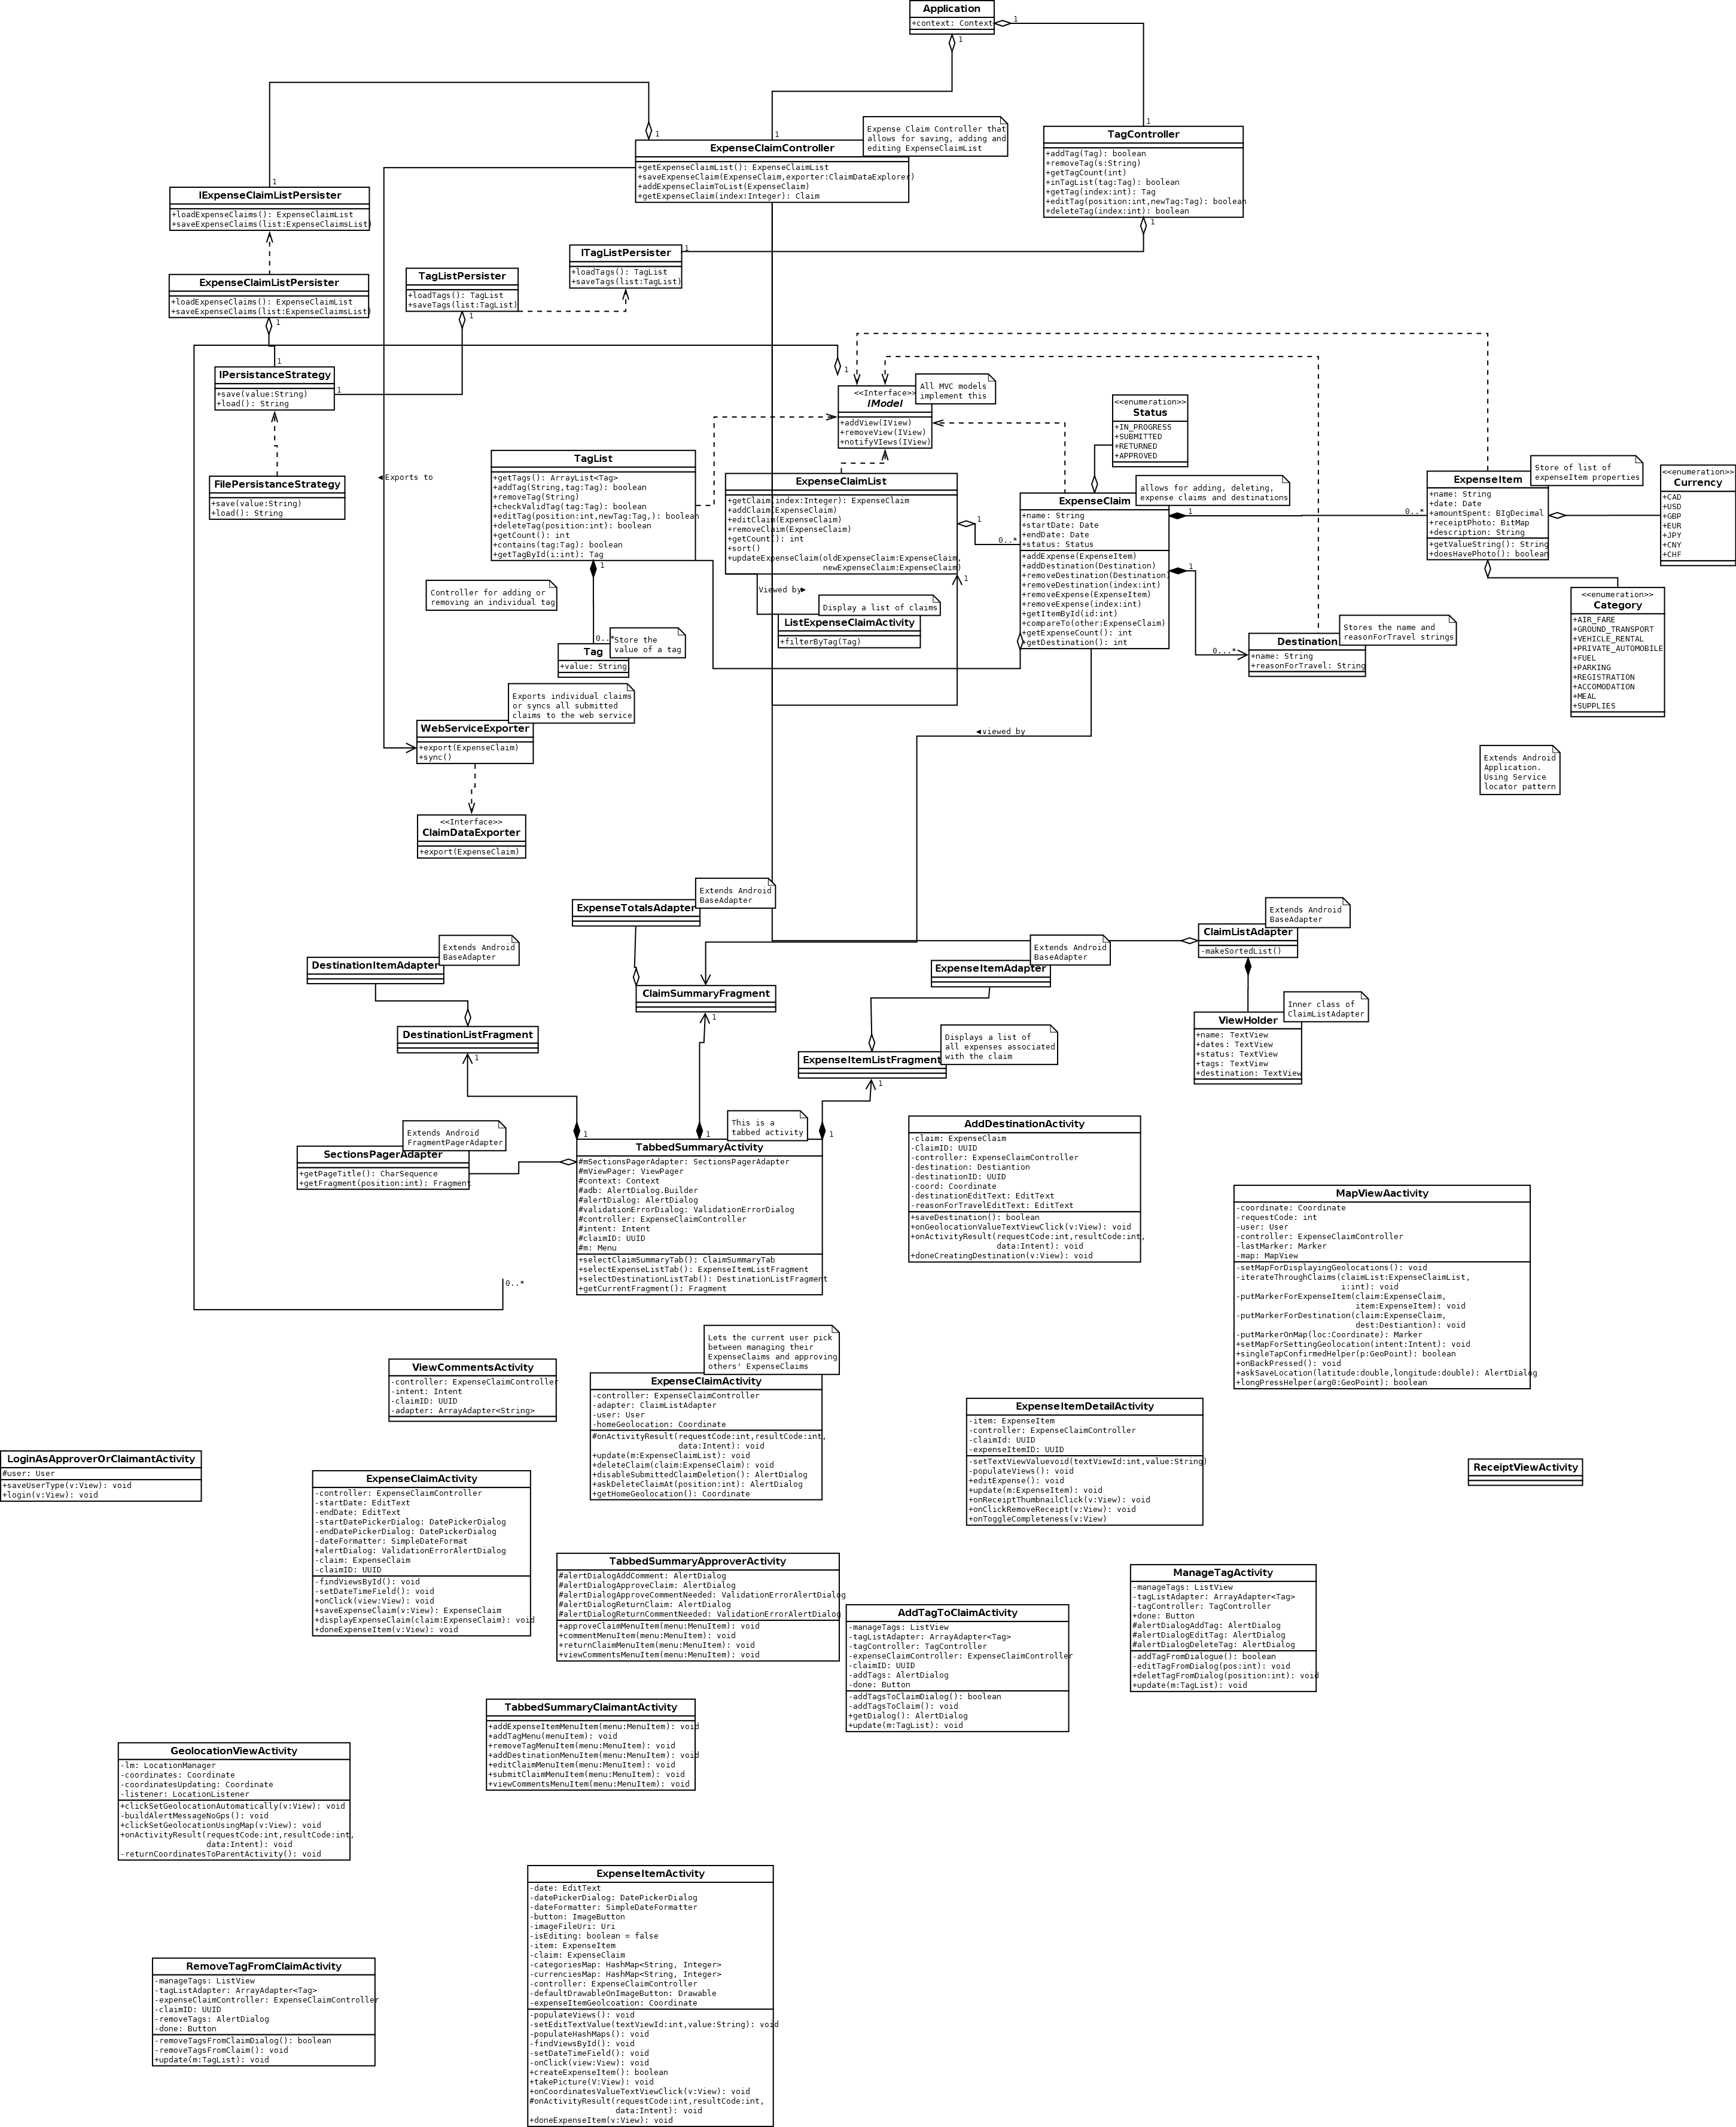 Application
+context: Context
1
1
1
1
Expense Claim Controller that
allows for saving, adding and
editing ExpenseClaimList
ExpenseClaimController
+getExpenseClaimList(): ExpenseClaimList
+saveExpenseClaim(ExpenseClaim,exporter:ClaimDataExplorer)
+addExpenseClaimToList(ExpenseClaim)
+getExpenseClaim(index:Integer): Claim
1
TagController
+addTag(Tag): boolean
+removeTag(s:String)
+getTagCount(int)
+inTagList(tag:Tag): boolean
+getTag(index:int): Tag
+editTag(position:int,newTag:Tag): boolean
+deleteTag(index:int): boolean
1
1
IExpenseClaimListPersister
+loadExpenseClaims(): ExpenseClaimList
+saveExpenseClaims(list:ExpenseClaimsList)
ITagListPersister
+loadTags(): TagList
+saveTags(list:TagList)
1
TagListPersister
+loadTags(): TagList
+saveTags(list:TagList)
1
ExpenseClaimListPersister
+loadExpenseClaims(): ExpenseClaimList
+saveExpenseClaims(list:ExpenseClaimsList)
1
1
IPersistanceStrategy
+save(value:String)
+load(): String
1
1
<<Interface>>
IModel
+addView(IView)
+removeView(IView)
+notifyVIews(IView)
All MVC models
implement this
<<enumeration>>
Status
+IN_PROGRESS
+SUBMITTED
+RETURNED
+APPROVED
FilePersistanceStrategy
+save(value:String)
+load(): String
Exports to
TagList
+getTags(): ArrayList<Tag>
+addTag(String,tag:Tag): boolean
+removeTag(String)
+checkValidTag(tag:Tag): boolean
+editTag(position:int,newTag:Tag,): boolean
+deleteTag(position:int): boolean
+getCount(): int
+contains(tag:Tag): boolean
+getTagById(i:int): Tag
1
ExpenseClaimList
+getClaim(index:Integer): ExpenseClaim
+addClaim(ExpenseClaim)
+editClaim(ExpenseClaim)
+removeClaim(ExpenseClaim)
+getCount(): int
+sort()
+updateExpenseClaim(oldExpenseClaim:ExpenseClaim,
newExpenseClaim:ExpenseClaim)
1
0..*
1
allows for adding, deleting,
expense claims and destinations
ExpenseClaim
+name: String
+startDate: Date
+endDate: Date
+status: Status
+addExpense(ExpenseItem)
+addDestination(Destination)
+removeDestination(Destination)
+removeDestination(index:int)
+removeExpense(ExpenseItem)
+removeExpense(index:int)
+getItemById(id:int)
+compareTo(other:ExpenseClaim)
+getExpenseCount(): int
+getDestination(): int
1
0..*
1
0...*
Store of list of
expenseItem properties
ExpenseItem
+name: String
+date: Date
+amountSpent: BIgDecimal
+receiptPhoto: BitMap
+description: String
+getValueString(): String
+doesHavePhoto(): boolean
<<enumeration>>
Currency
+CAD
+USD
+GBP
+EUR
+JPY
+CNY
+CHF
<<enumeration>>
Category
+AIR_FARE
+GROUND_TRANSPORT
+VEHICLE_RENTAL
+PRIVATE_AUTOMOBILE
+FUEL
+PARKING
+REGISTRATION
+ACCOMODATION
+MEAL
+SUPPLIES
Controller for adding or
removing an individual tag
Viewed by
Display a list of claims
ListExpenseClaimActivity
+filterByTag(Tag)
Stores the name and
reasonForTravel strings
Destination
+name: String
+reasonForTravel: String
0..*
Store the
value of a tag
Tag
+value: String
Exports individual claims
or syncs all submitted
claims to the web service
WebServiceExporter
+export(ExpenseClaim)
+sync()
viewed by
Extends Android
Application.
Using Service
locator pattern
<<Interface>>
ClaimDataExporter
+export(ExpenseClaim)
Extends Android
BaseAdapter
ExpenseTotalsAdapter
Extends Android
BaseAdapter
ClaimListAdapter
-makeSortedList()
Extends Android
BaseAdapter
DestinationItemAdapter
Extends Android
BaseAdapter
ExpenseItemAdapter
ClaimSummaryFragment
1
Inner class of
ClaimListAdapter
ViewHolder
+name: TextView
+dates: TextView
+status: TextView
+tags: TextView
+destination: TextView
DestinationListFragment
1
Displays a list of
all expenses associated
with the claim
ExpenseItemListFragment
1
This is a
tabbed activity
1
1
1
Extends Android
FragmentPagerAdapter
SectionsPagerAdapter
+getPageTitle(): CharSequence
+getFragment(position:int): Fragment
TabbedSummaryActivity
#mSectionsPagerAdapter: SectionsPagerAdapter
#mViewPager: ViewPager
#context: Context
#adb: AlertDialog.Builder
#alertDialog: AlertDialog
#validationErrorDialog: ValidationErrorDialog
#controller: ExpenseClaimController
#intent: Intent
#claimID: UUID
#m: Menu
+selectClaimSummaryTab(): ClaimSummaryTab
+selectExpenseListTab(): ExpenseItemListFragment
+selectDestinationListTab(): DestinationListFragment
+getCurrentFragment(): Fragment
0..*
AddDestinationActivity
-claim: ExpenseClaim
-ClaimID: UUID
-controller: ExpenseClaimController
-destination: Destiantion
-destinationID: UUID
-coord: Coordinate
-destinationEditText: EditText
-reasonForTravelEditText: EditText
+saveDestination(): boolean
+onGeolocationValueTextViewClick(v:View): void
+onActivityResult(requestCode:int,resultCode:int,
data:Intent): void
+doneCreatingDestination(v:View): void
MapViewAactivity
-coordinate: Coordinate
-requestCode: int
-user: User
-controller: ExpenseClaimController
-lastMarker: Marker
-map: MapView
-setMapForDisplayingGeolocations(): void
-iterateThroughClaims(claimList:ExpenseClaimList,
i:int): void
-putMarkerForExpenseItem(claim:ExpenseClaim,
item:ExpenseItem): void
-putMarkerForDestination(claim:ExpenseClaim,
dest:Destiantion): void
-putMarkerOnMap(loc:Coordinate): Marker
+setMapForSettingGeolocation(intent:Intent): void
+singleTapConfirmedHelper(p:GeoPoint): boolean
+onBackPressed(): void
+askSaveLocation(latitude:double,longitude:double): AlertDialog
+longPressHelper(arg0:GeoPoint): boolean
Lets the current user pick
between managing their
ExpenseClaims and approving
others' ExpenseClaims
ViewCommentsActivity
-controller: ExpenseClaimController
-intent: Intent
-claimID: UUID
-adapter: ArrayAdapter<String>
ExpenseClaimActivity
-controller: ExpenseClaimController
-adapter: ClaimListAdapter
-user: User
-homeGeolocation: Coordinate
#onActivityResult(requestCode:int,resultCode:int,
data:Intent): void
+update(m:ExpenseClaimList): void
+deleteClaim(claim:ExpenseClaim): void
+disableSubmittedClaimDeletion(): AlertDialog
+askDeleteClaimAt(position:int): AlertDialog
+getHomeGeolocation(): Coordinate
ExpenseItemDetailActivity
-item: ExpenseItem
-controller: ExpenseClaimController
-claimId: UUID
-expenseItemID: UUID
-setTextViewValuevoid(textViewId:int,value:String)
-populateViews(): void
+editExpense(): void
+update(m:ExpenseItem): void
+onReceiptThumbnailClick(v:View): void
+onClickRemoveReceipt(v:View): void
+onToggleCompleteness(v:View)
LoginAsApproverOrClaimantActivity
#user: User
+saveUserType(v:View): void
+login(v:View): void
ReceiptViewActivity
ExpenseClaimActivity
-controller: ExpenseClaimController
-startDate: EditText
-endDate: EditText
-startDatePickerDialog: DatePickerDialog
-endDatePickerDialog: DatePickerDialog
-dateFormatter: SimpleDateFormat
+alertDialog: ValidationErrorAlertDialog
-claim: ExpenseClaim
-claimID: UUID
-findViewsById(): void
-setDateTimeField(): void
+onClick(view:View): void
+saveExpenseClaim(v:View): ExpenseClaim
+displayExpenseClaim(claim:ExpenseClaim): void
+doneExpenseItem(v:View): void
TabbedSummaryApproverActivity
#alertDialogAddComment: AlertDialog
#alertDialogApproveClaim: AlertDialog
#alertDialogApproveCommentNeeded: ValidationErrorAlertDialog
#alertDialogReturnClaim: AlertDialog
#alertDialogReturnCommentNeeded: ValidationErrorAlertDialog
+approveClaimMenuItem(menu:MenuItem): void
+commentMenuItem(menu:MenuItem): void
+returnClaimMenuItem(menu:MenuItem): void
+viewCommentsMenuItem(menu:MenuItem): void
ManageTagActivity
-manageTags: ListView
-tagListAdapter: ArrayAdapter<Tag>
-tagController: TagController
+done: Button
#alertDialogAddTag: AlertDialog
#alertDialogEditTag: AlertDialog
#alertDialogDeleteTag: AlertDialog
-addTagFromDialogue(): boolean
-editTagFromDialog(pos:int): void
+deletTagFromDialog(position:int): void
+update(m:TagList): void
AddTagToClaimActivity
-manageTags: ListView
-tagListAdapter: ArrayAdapter<Tag>
-tagController: TagController
-expenseClaimController: ExpenseClaimController
-claimID: UUID
-addTags: AlertDialog
-done: Button
-addTagsToClaimDialog(): boolean
-addTagsToClaim(): void
+getDialog(): AlertDialog
+update(m:TagList): void
TabbedSummaryClaimantActivity
+addExpenseItemMenuItem(menu:MenuItem): void
+addTagMenu(menuItem): void
+removeTagMenuItem(menu:MenuItem): void
+addDestinationMenuItem(menu:MenuItem): void
+editClaimMenuItem(menu:MenuItem): void
+submitClaimMenuItem(menu:MenuItem): void
+viewCommentsMenuItem(menu:MenuItem): void
GeolocationViewActivity
-lm: LocationManager
-coordinates: Coordinate
-coordinatesUpdating: Coordinate
-listener: LocationListener
+clickSetGeolocationAutomatically(v:View): void
-buildAlertMessageNoGps(): void
+clickSetGeolocationUsingMap(v:View): void
+onActivityResult(requestCode:int,resultCode:int,
data:Intent): void
-returnCoordinatesToParentActivity(): void
ExpenseItemActivity
-date: EditText
-datePickerDialog: DatePickerDialog
-dateFormatter: SimpleDateFormatter
-button: ImageButton
-imageFileUri: Uri
-isEditing: boolean = false
-item: ExpenseItem
-claim: ExpenseClaim
-categoriesMap: HashMap<String, Integer>
-currenciesMap: HashMap<String, Integer>
-controller: ExpenseClaimController
-defaultDrawableOnImageButton: Drawable
-expenseItemGeolcoation: Coordinate
-populateViews(): void
-setEditTextValue(textViewId:int,value:String): void
-populateHashMaps(): void
-findViewsById(): void
-setDateTimeField(): void
-onClick(view:View): void
+createExpenseItem(): boolean
+takePicture(V:View): void
+onCoordinatesValueTextViewClick(v:View): void
#onActivityResult(requestCode:int,resultCode:int,
data:Intent): void
+doneExpenseItem(v:View): void
RemoveTagFromClaimActivity
-manageTags: ListView
-tagListAdapter: ArrayAdapter<Tag>
-expenseClaimController: ExpenseClaimController
-claimID: UUID
-removeTags: AlertDialog
-done: Button
-removeTagsFromClaimDialog(): boolean
-removeTagsFromClaim(): void
+update(m:TagList): void